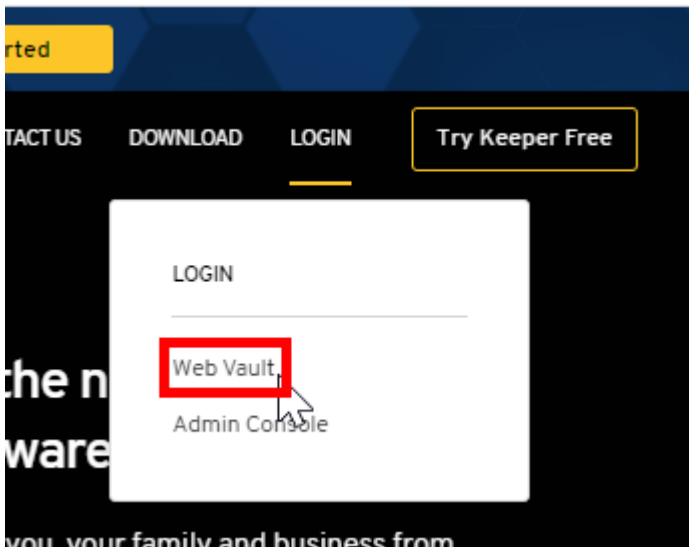 rted
TACT US DOWNLOAD LOGIN Try Keeper Free
LOGIN
Web Vault
Admin Console
the n
ware
you, your family and business from